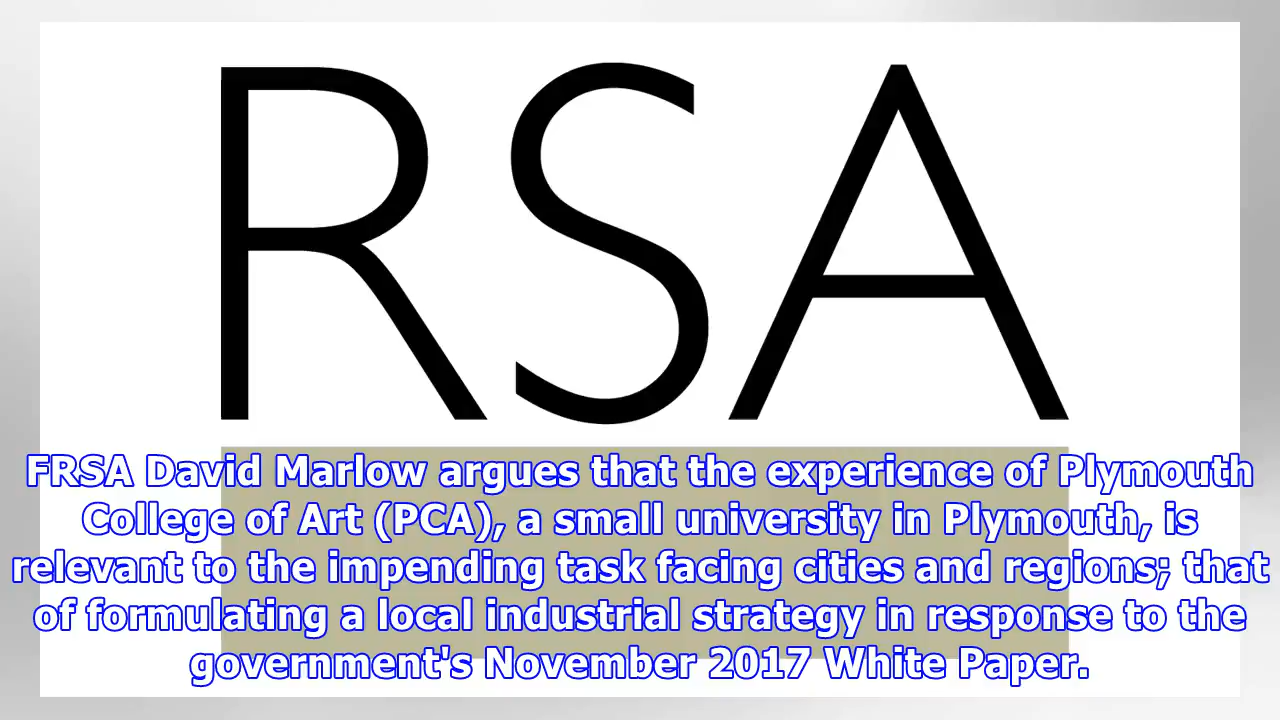 RSA
FRSA David Marlow argues that the experience of Plymouth
College of Art (PCA), a small university in Plymouth, is
relevant to the impending task facing cities and regions; that
of formulating a local industrial strategy in response to the
government's November 2017 White Paper.